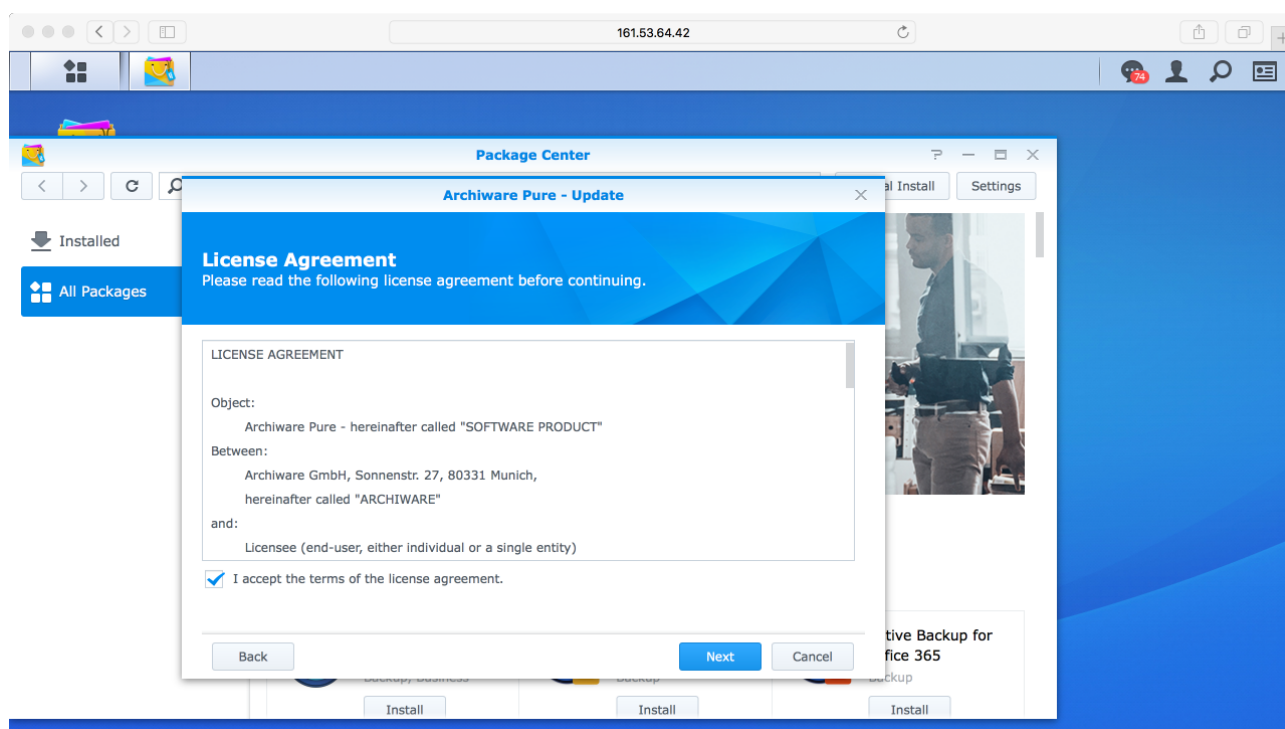 161.53.64.42
74
Package Center
al Install
Settings
Archiware Pure - Update
Installed
All Packages
License Agreement
Please read the following license agreement before continuing.
LICENSE AGREEMENT
Object:
Archiware Pure - hereinafter called "SOFTWARE PRODUCT"
Between:
Archiware GmbH, Sonnenstr. 27, 80331 Munich,
hereinafter called "ARCHIWARE"
and:
Licensee (end-user, either individual or a single entity)
I accept the terms of the license agreement.
Back
Next
Cancel
tive Backup for
fice 365
Backup, Business
Backup
Backup
Install
Install
Install